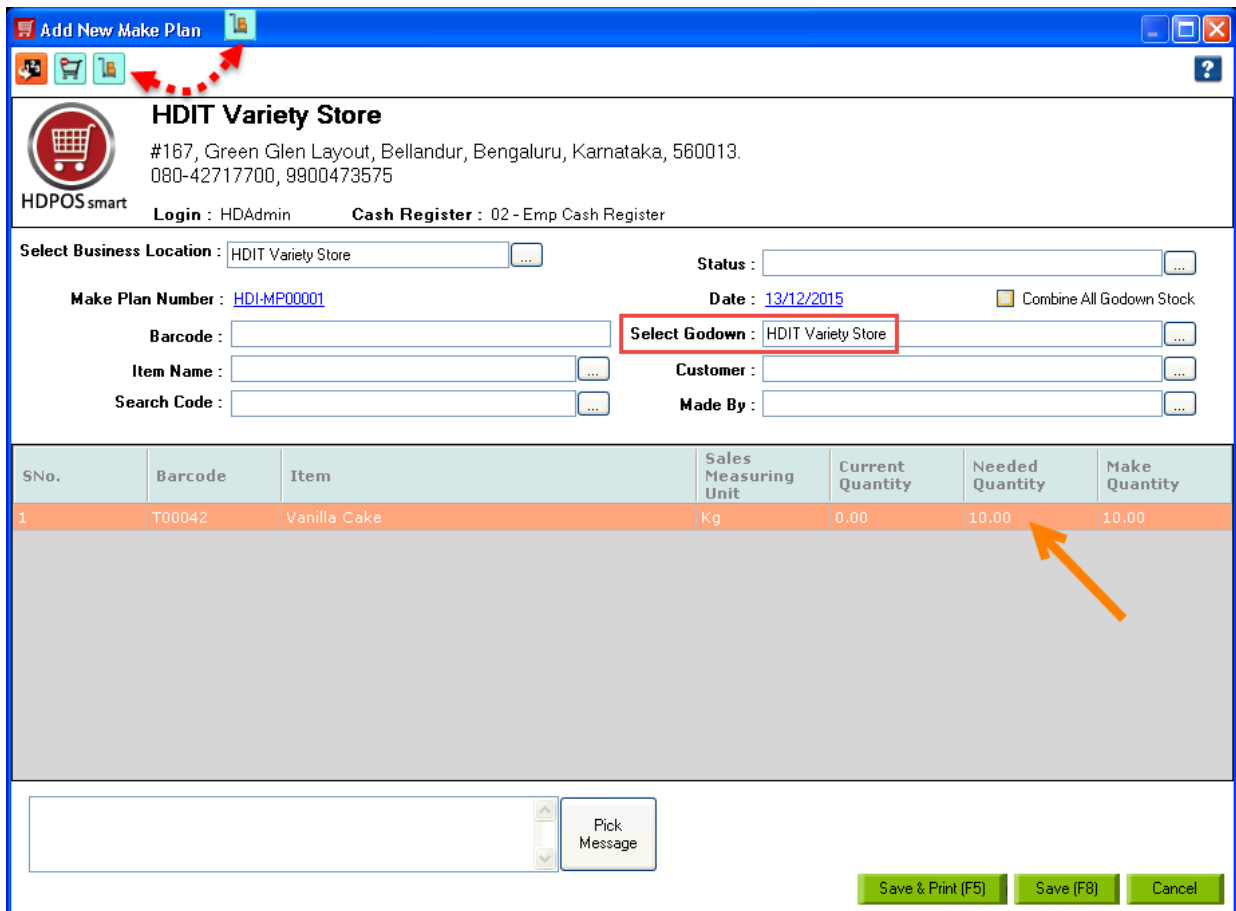 Add New Make Plan
?
HDIT Variety Store
#167, Green Glen Layout, Bellandur, Bengaluru, Karnataka, 560013.
080-42717700, 9900473575
HDPOS smart
Login : HDAdmin Cash Register : 02 - Emp Cash Register
Select Business Location : HDIT Variety Store ...
Status : ...
Make Plan Number : HDI-MP00001
Date : 13/12/2015 Combine All Godown Stock
Barcode :
Select Godown : HDIT Variety Store ...
Item Name : ...
Customer : ...
Search Code : ...
Made By : ...
SNo. Barcode Item Sales Measuring Unit Current Quantity Needed Quantity Make Quantity
1 T00042 Vanilla Cake Kg 0.00 10.00 10.00
Pick
Message
Save & Print (F5) Save (F8) Cancel